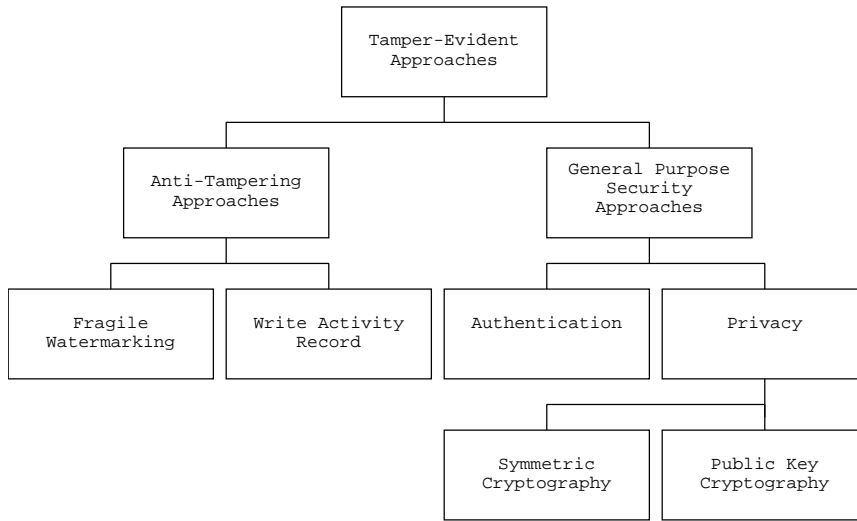 Tamper-Evident
Approaches
Anti-Tampering
Approaches
General Purpose
Security
Approaches
Fragile
Watermarking
Write Activity
Record
Authentication
Privacy
Symmetric
Cryptography
Public Key
Cryptography